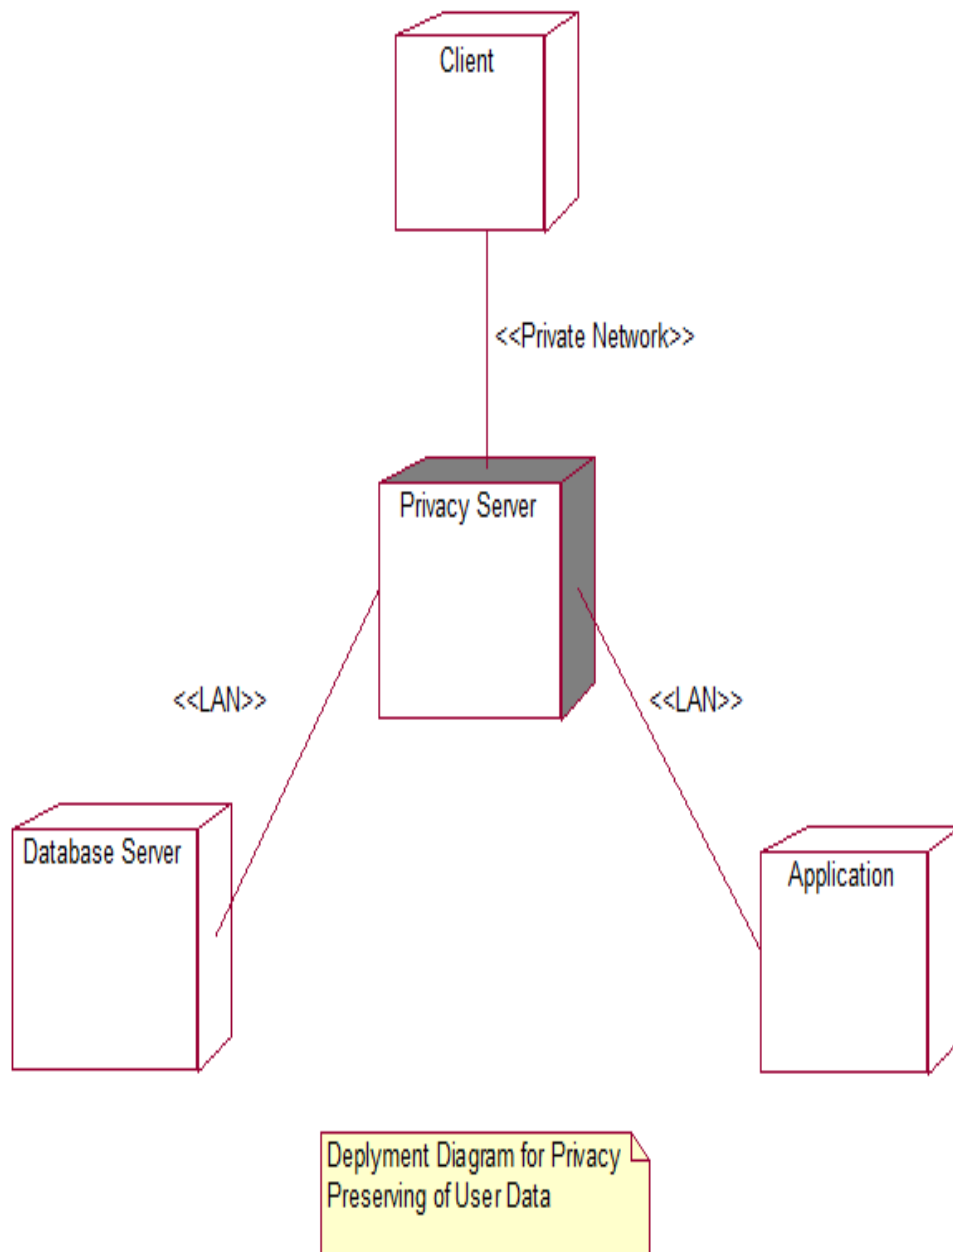 Client
<<Private Network>>
Privacy Server
<<LAN>>
<<LAN>>
Database Server
Application
Deplyment Diagram for Privacy
Preserving of User Data